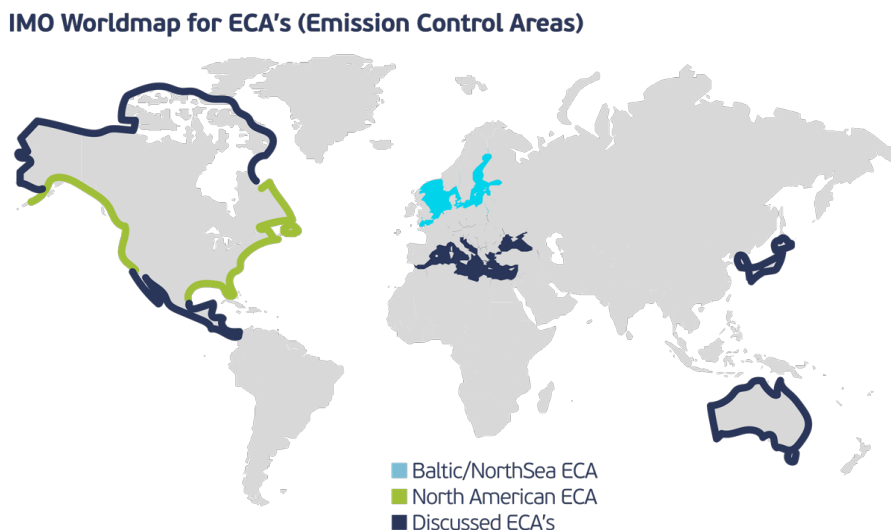 IMO Worldmap for ECA's (Emission Control Areas)
Baltic/NorthSea ECA
North American ECA
Discussed ECA's